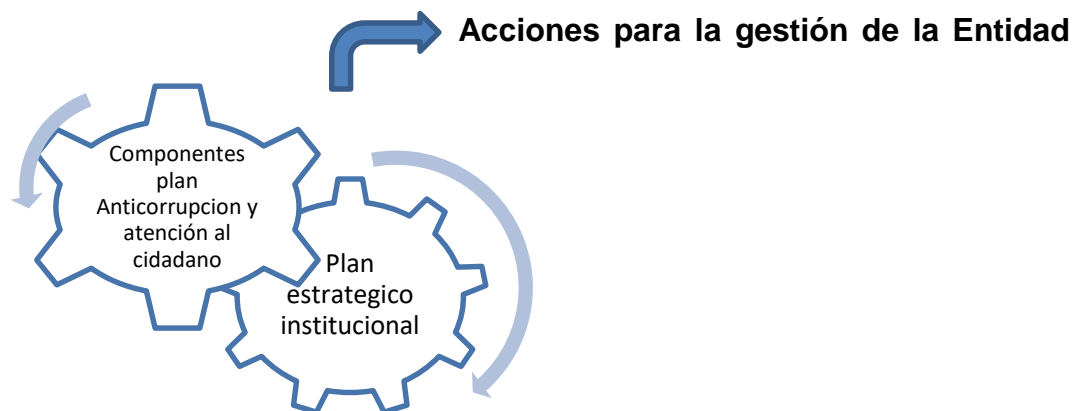 Acciones para la gestión de la Entidad
Componentes
plan
Anticorrupcion y
atención al
cidadano
Plan
estrategico
institucional